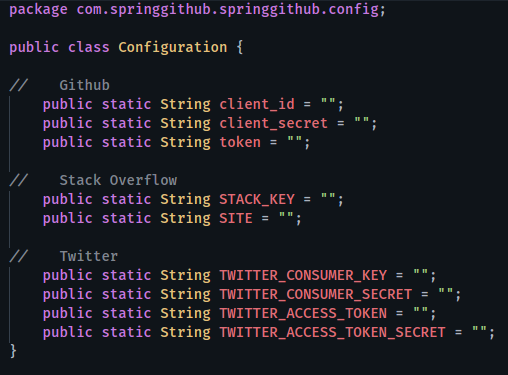 package com.springgithub.springgithub.config;
public class Configuration {
//    Github
    public static String client_id = "";
    public static String client_secret = "";
    public static String token = "";
//    Stack Overflow
    public static String STACK_KEY = "";
    public static String SITE = "";
//    Twitter
    public static String TWITTER_CONSUMER_KEY = "";
    public static String TWITTER_CONSUMER_SECRET = "";
    public static String TWITTER_ACCESS_TOKEN = "";
    public static String TWITTER_ACCESS_TOKEN_SECRET = "";
}